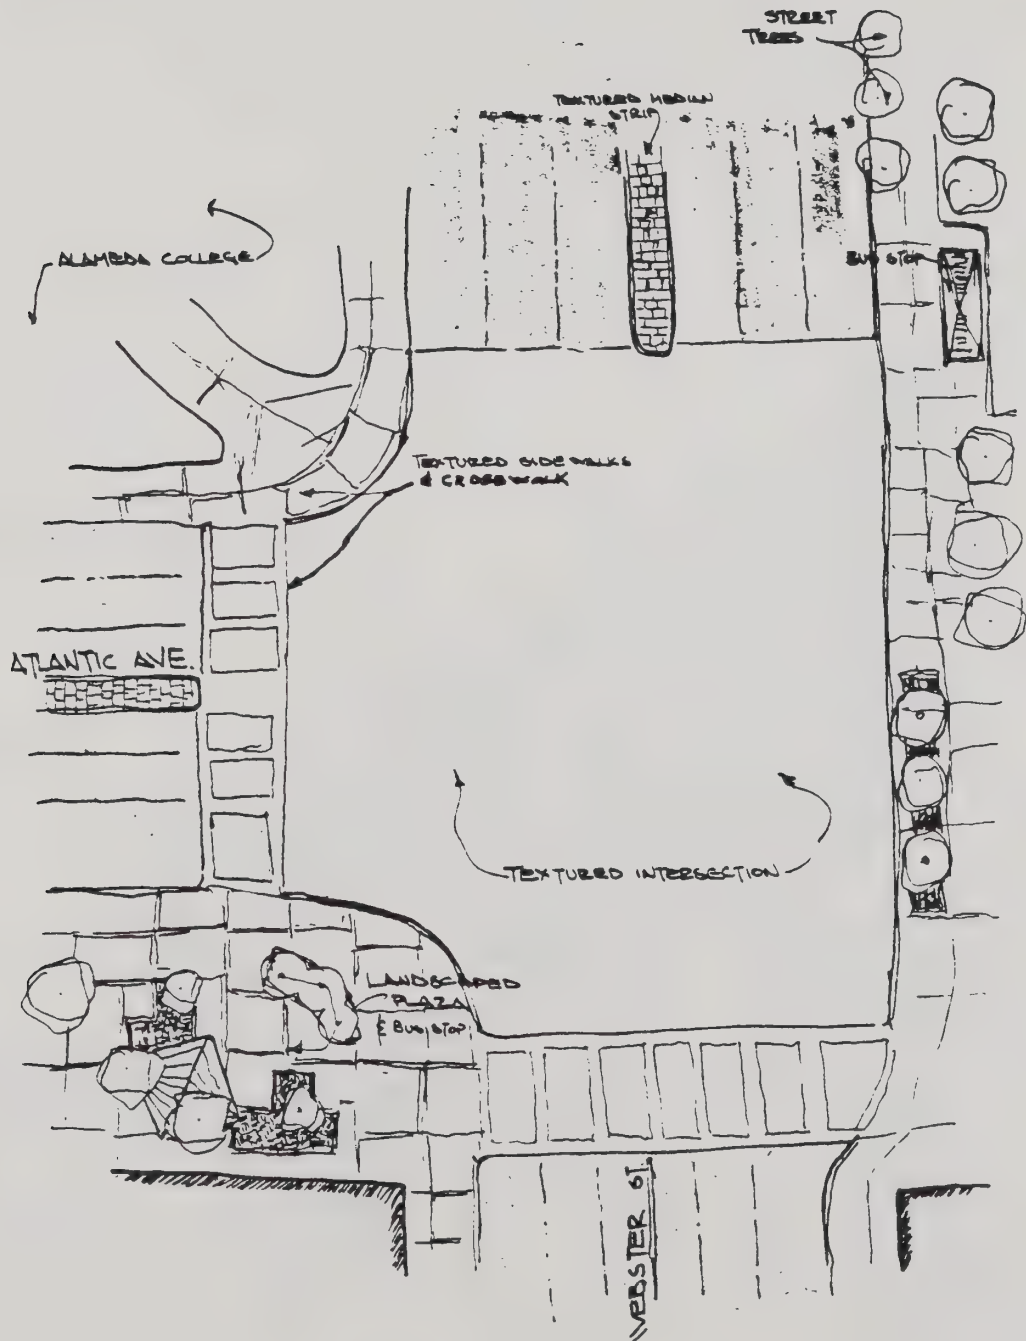 STREET
TREES
TEXTURED MEDIAN
STRIP
ALAMEDA COLLEGE
BUS STOP
TEXTURED SIDEWALKS
& CROSSWALK
ATLANTIC AVE.
TEXTURED INTERSECTION
LANDSCAPED
PLAZA
& BUS STOP
WEBSTER ST.